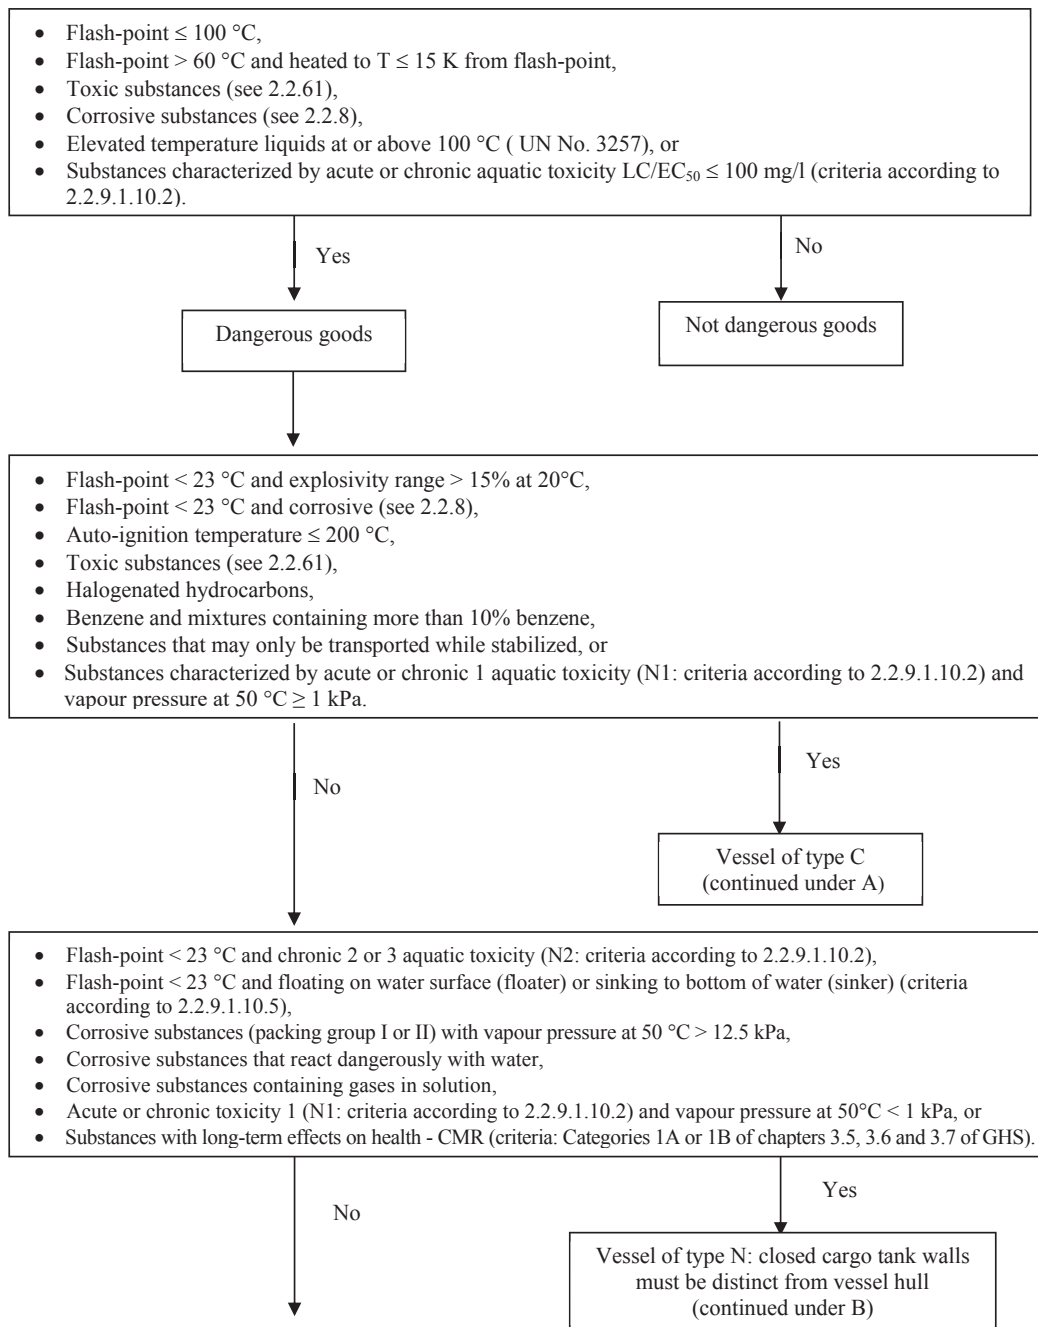 • Flash-point ≤ 100 °C,
• Flash-point > 60 °C and heated to T ≤ 15 K from flash-point,
• Toxic substances (see 2.2.61),
• Corrosive substances (see 2.2.8),
• Elevated temperature liquids at or above 100 °C ( UN No. 3257), or
• Substances characterized by acute or chronic aquatic toxicity LC/EC50 ≤ 100 mg/l (criteria according to
2.2.9.1.10.2).
Yes
No
Dangerous goods
Not dangerous goods
• Flash-point < 23 °C and explosivity range > 15% at 20°C,
• Flash-point < 23 °C and corrosive (see 2.2.8),
• Auto-ignition temperature ≤ 200 °C,
• Toxic substances (see 2.2.61),
• Halogenated hydrocarbons,
• Benzene and mixtures containing more than 10% benzene,
• Substances that may only be transported while stabilized, or
• Substances characterized by acute or chronic 1 aquatic toxicity (N1: criteria according to 2.2.9.1.10.2) and
vapour pressure at 50 °C ≥ 1 kPa.
No
Yes
Vessel of type C
(continued under A)
• Flash-point < 23 °C and chronic 2 or 3 aquatic toxicity (N2: criteria according to 2.2.9.1.10.2),
• Flash-point < 23 °C and floating on water surface (floater) or sinking to bottom of water (sinker) (criteria
according to 2.2.9.1.10.5),
• Corrosive substances (packing group I or II) with vapour pressure at 50 °C > 12.5 kPa,
• Corrosive substances that react dangerously with water,
• Corrosive substances containing gases in solution,
• Acute or chronic toxicity 1 (N1: criteria according to 2.2.9.1.10.2) and vapour pressure at 50°C < 1 kPa, or
• Substances with long-term effects on health - CMR (criteria: Categories 1A or 1B of chapters 3.5, 3.6 and 3.7 of GHS).
No
Yes
Vessel of type N: closed cargo tank walls
must be distinct from vessel hull
(continued under B)